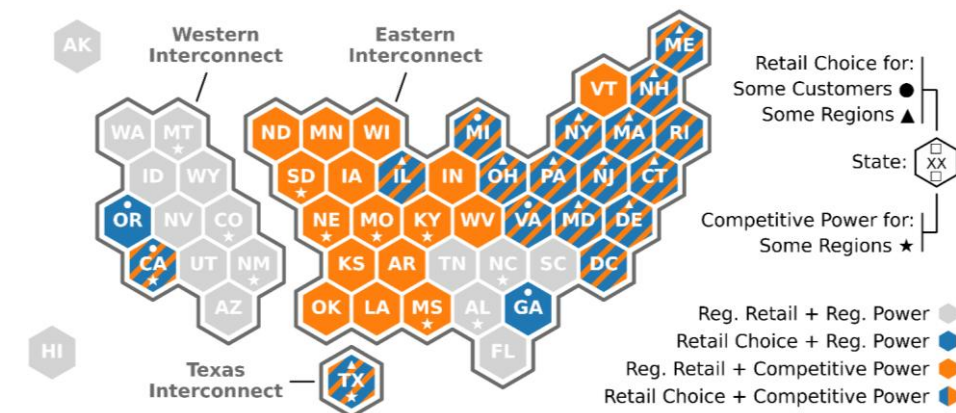 AK
Western
Interconnect
Eastern
Interconnect
ME
Retail Choice for:
Some Customers ●
Some Regions ▲
VT NH
WA MT ★
ND MN WI MI NY MA RI
State: □ XX □
ID WY
SD ★ IA IL IN OH PA NJ CT
OR NV CO ★
NE ★ MO ★ KY ★ WV VA MD DE
Competitive Power for:
Some Regions ★
CA ★ UT NM ★
KS AR TN NC ★ SC DC
AZ
OK LA MS ★ AL ★ GA
Reg. Retail + Reg. Power
HI
FL
Retail Choice + Reg. Power
Texas
Interconnect
TX ★
Reg. Retail + Competitive Power
Retail Choice + Competitive Power